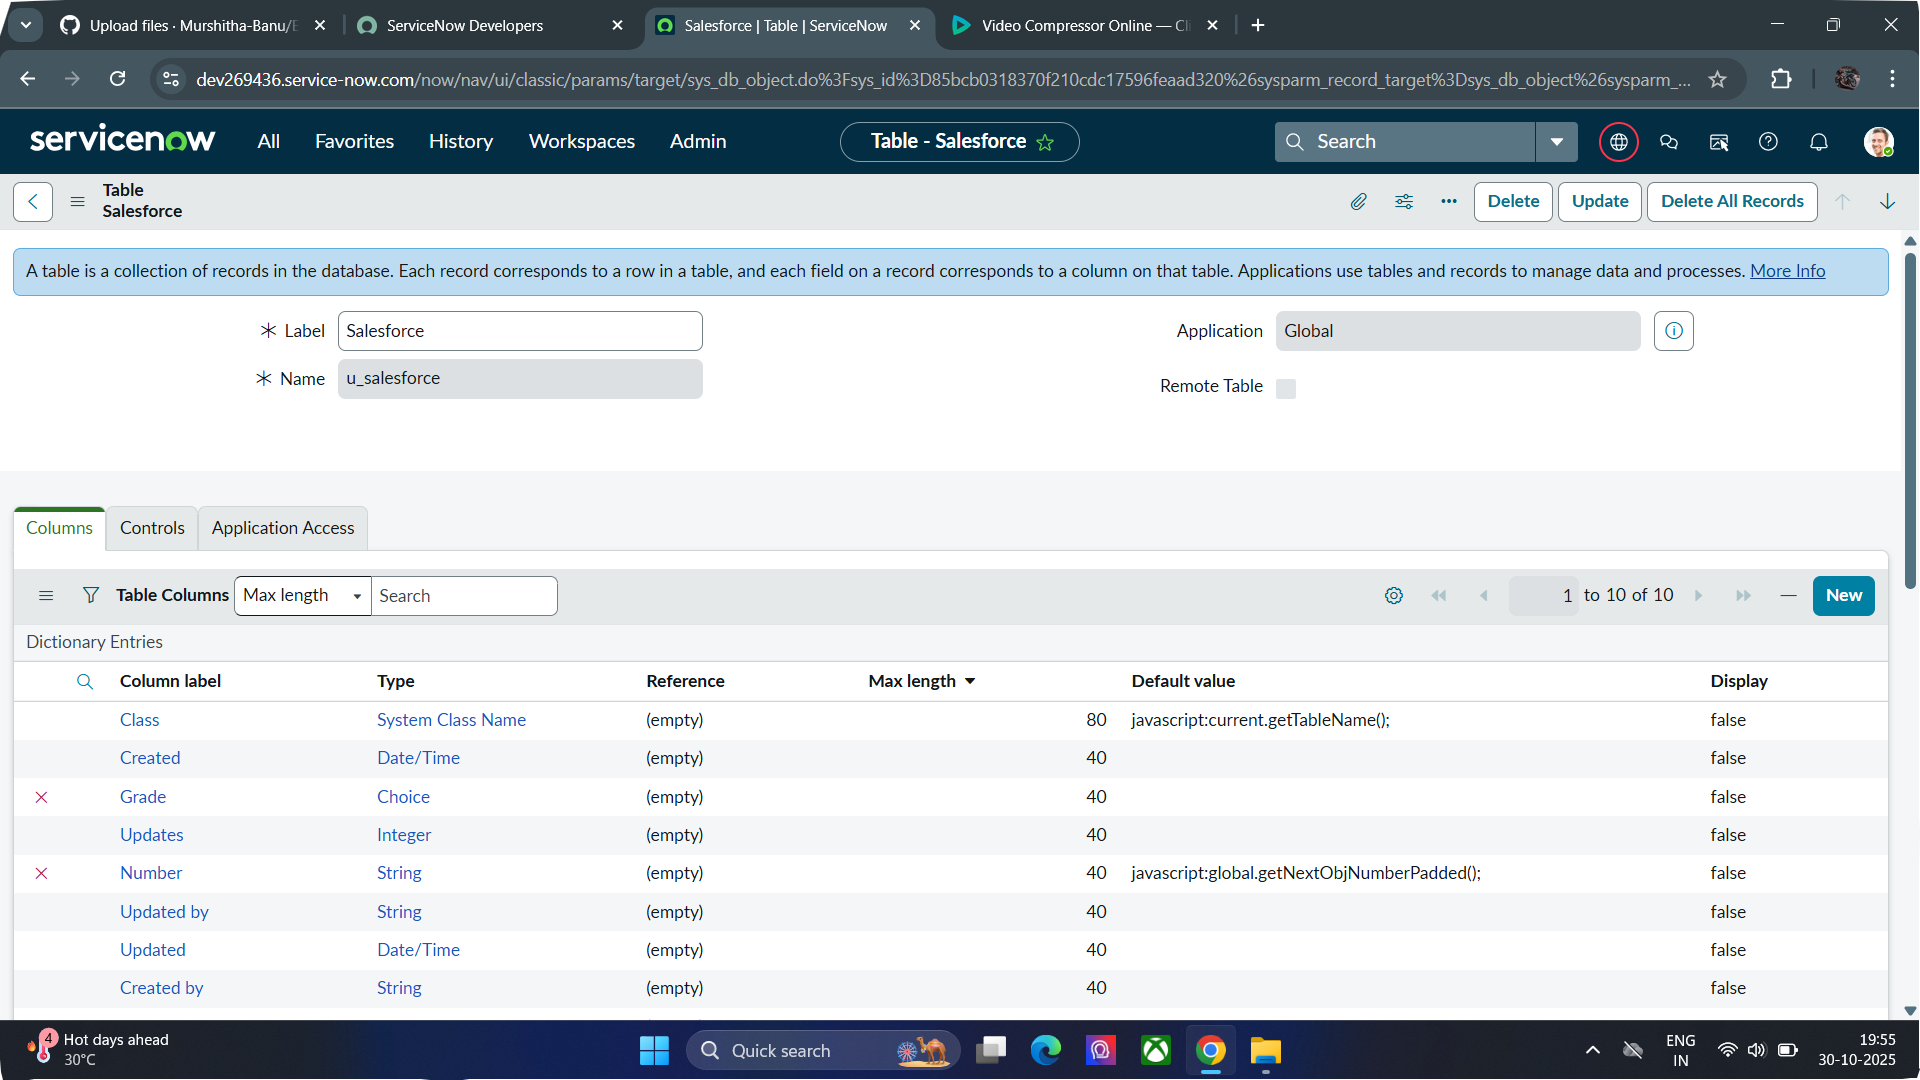 Upload files · Murshitha-Banu/E
ServiceNow Developers
Salesforce | Table | ServiceNow
Video Compressor Online — Cli
dev269436.service-now.com/now/nav/ui/classic/params/target/sys_db_object.do%3Fsys_id%3D85bcb0318370f210cdc17596feaad320%26sysparm_record_target%3Dsys_db_object%26sysparm_...
servicenow
All
Favorites
History
Workspaces
Admin
Table - Salesforce
Search
Table
Salesforce
Delete
Update
Delete All Records
A table is a collection of records in the database. Each record corresponds to a row in a table, and each field on a record corresponds to a column on that table. Applications use tables and records to manage data and processes. More Info
Label
Salesforce
Application
Global
Name
u_salesforce
Remote Table
Columns
Controls
Application Access
Table Columns
Max length
Search
1 to 10 of 10
New
Dictionary Entries
Column label Type Reference Max length Default value Display
Class System Class Name (empty) 80 javascript:current.getTableName(); false
Created Date/Time (empty) 40 false
Grade Choice (empty) 40 false
Updates Integer (empty) 40 false
Number String (empty) 40 javascript:global.getNextObjNumberPadded(); false
Updated by String (empty) 40 false
Updated Date/Time (empty) 40 false
Created by String (empty) 40 false
4
Hot days ahead
30°C
Quick search
ENG
IN
19:55
30-10-2025